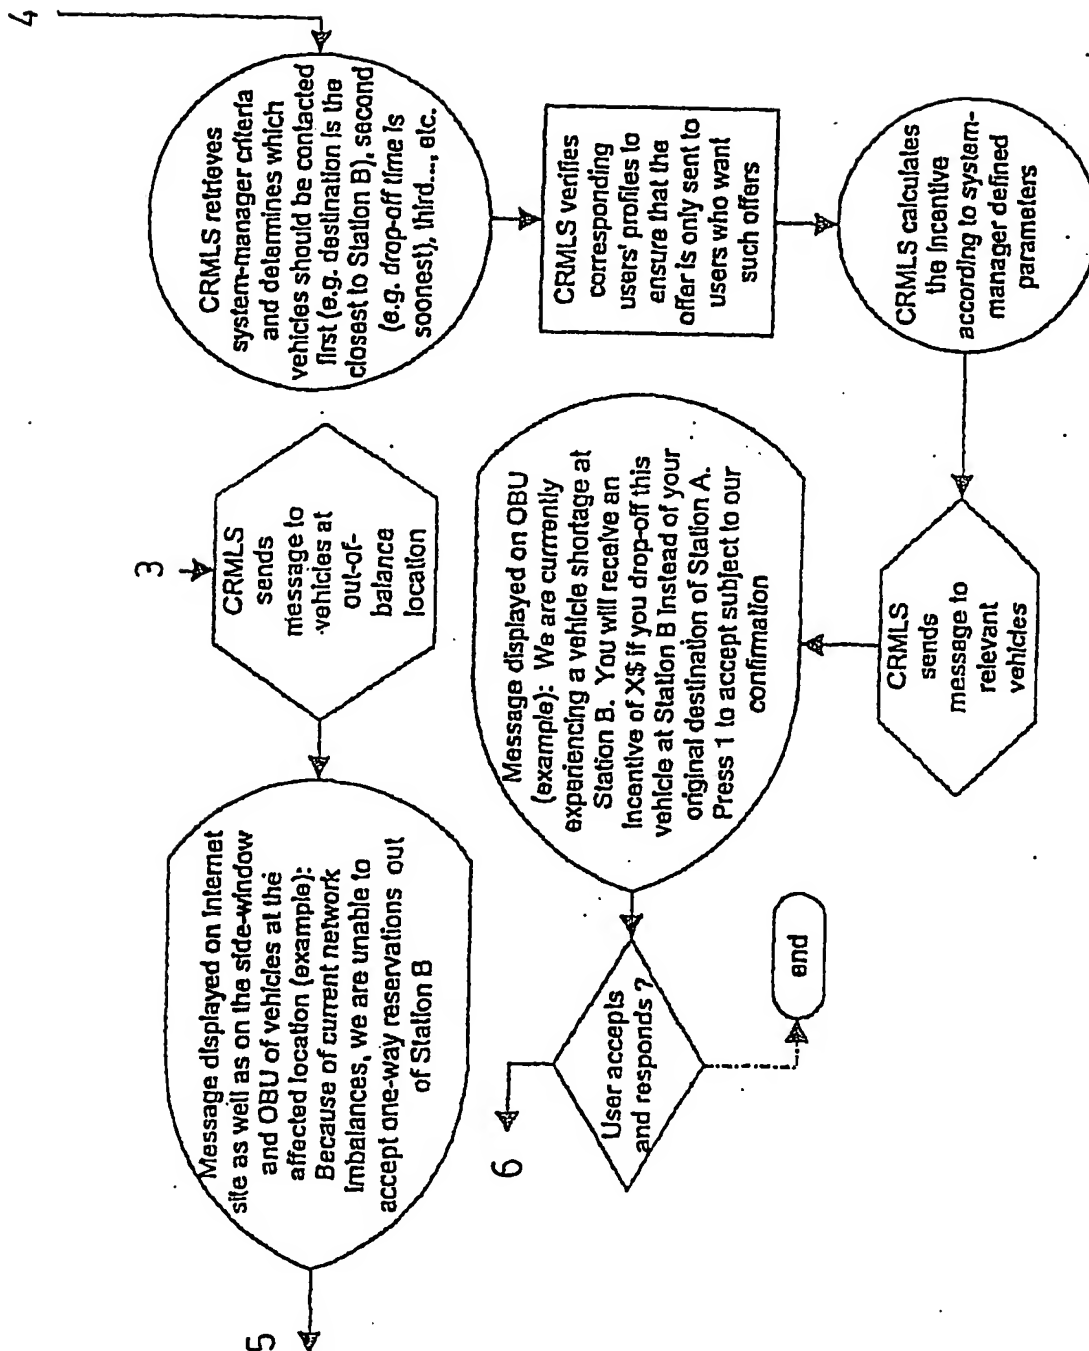 4
CRMLS retrieves
system-manager criteria
and determines which
vehicles should be contacted
first (e.g. destination is the
closest to Station B), second
(e.g. drop-off time is
soonest), third..., etc.
CRMLS verifies
corresponding
users' profiles to
ensure that the
offer is only sent to
users who want
such offers
CRMLS calculates
the Incentive
according to system-
manager defined
parameters
3
CRMLS
sends
message to
vehicles at
out-of-
balance
location
Message displayed on OBU
(example): We are currently
experiencing a vehicle shortage at
Station B. You will receive an
Incentive of X$ if you drop-off this
vehicle at Station B Instead of your
original destination of Station A.
Press 1 to accept subject to our
confirmation
CRMLS
sends
message to
relevant
vehicles
Message displayed on Internet
site as well as on the side-window
and OBU of vehicles at the
affected location (example):
Because of current network
Imbalances, we are unable to
accept one-way reservations out
of Station B
5
6
User accepts
and responds ?
end